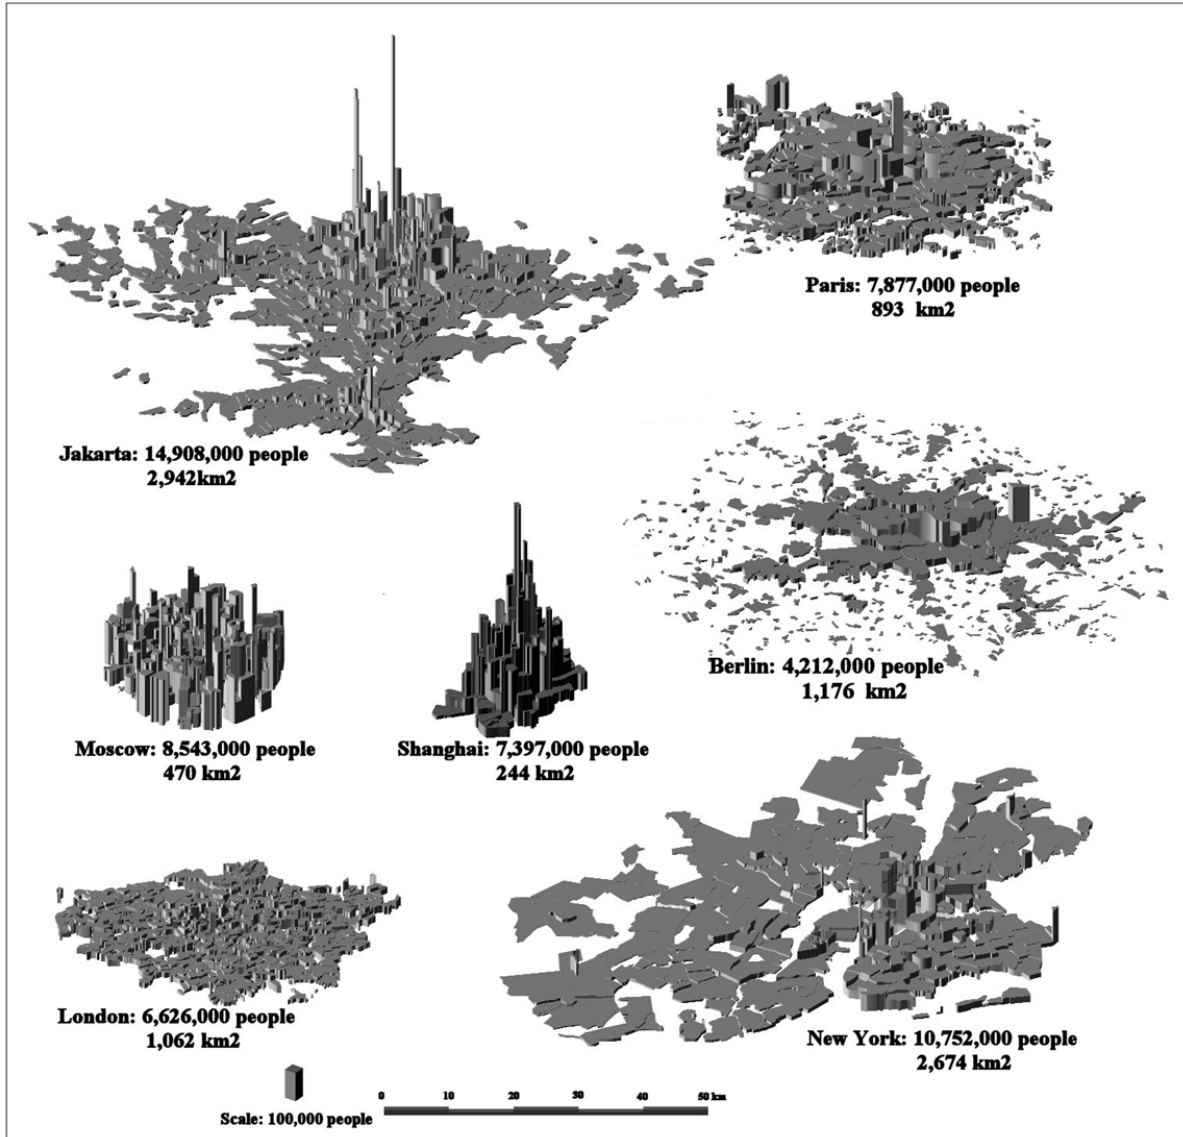 Paris: 7,877,000 people
893 km2
Jakarta: 14,908,000 people
2,942km2
Berlin: 4,212,000 people
1,176 km2
Moscow: 8,543,000 people
470 km2
Shanghai: 7,397,000 people
244 km2
London: 6,626,000 people
1,062 km2
New York: 10,752,000 people
2,674 km2
0 10 20 30 50 km
Scale: 100,000 people